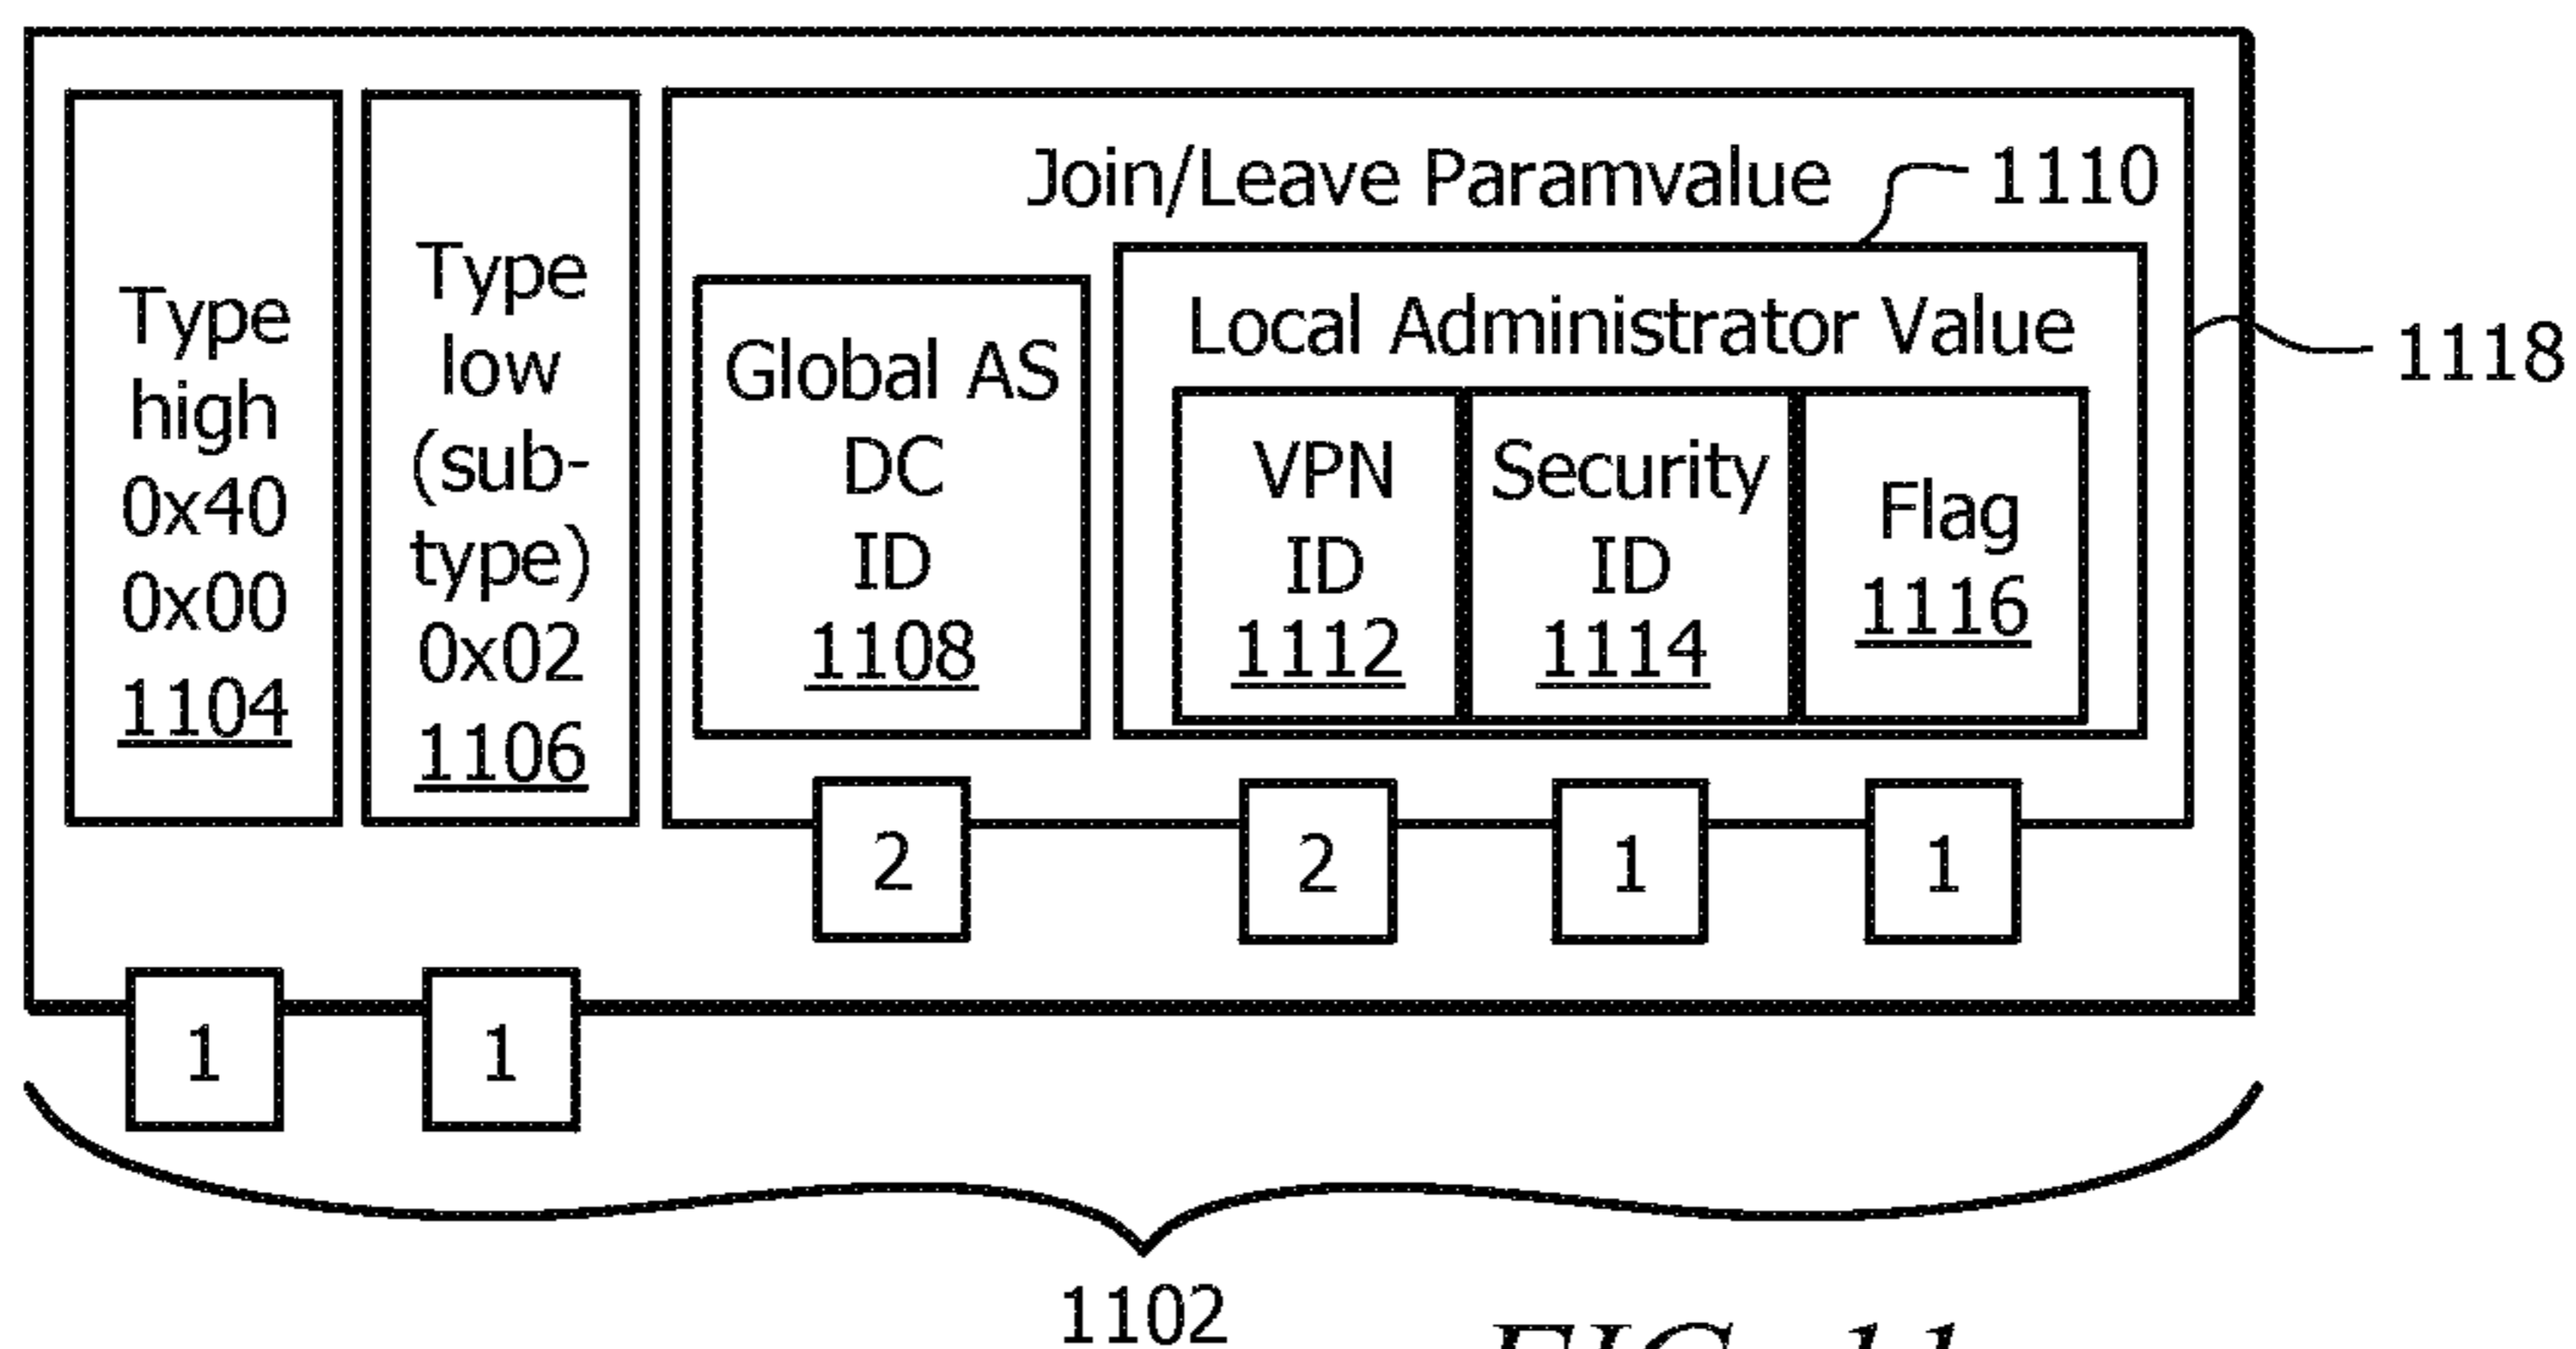 Join/Leave Paramvalue
1110
Type
high
0x40
0x00
1104
Type
low
(sub-
type)
0x02
1106
Global AS
DC
ID
1108
Local Administrator Value
VPN
ID
1112
Security
ID
1114
Flag
1116
1118
2
2
1
1
1
1
1102